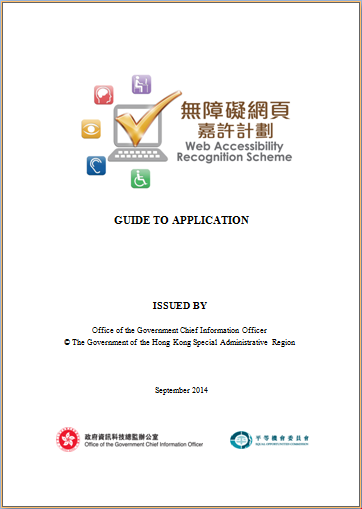 無障礙網頁
嘉許計劃
Web Accessibility
Recognition Scheme
GUIDE TO APPLICATION
ISSUED BY
Office of the Government Chief Information Officer
© The Government of the Hong Kong Special Administrative Region
September 2014
政府資訊科技總監辦公室
Office of the Government Chief Information Officer
平等機會委員會
EQUAL OPPORTUNITIES COMMISSION